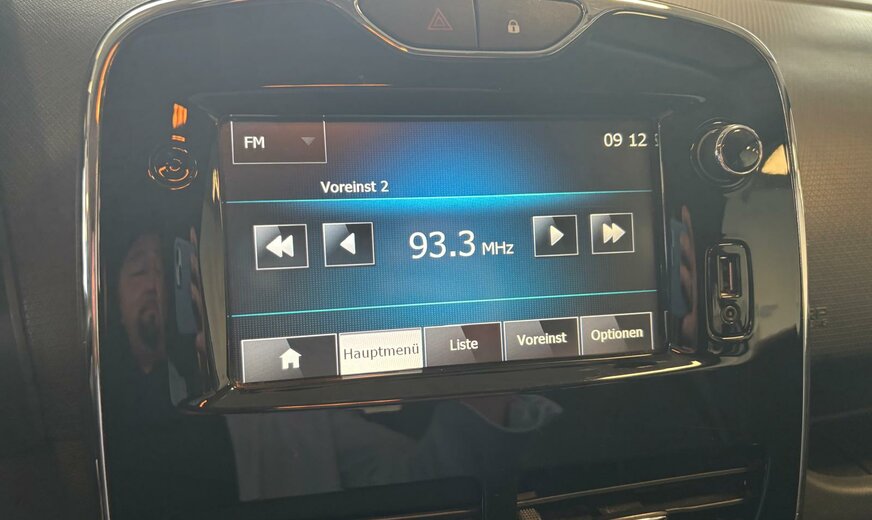 FM
09 12
Voreinst 2
93.3 MHz
Hauptmenü
Liste
Voreinst
Optionen